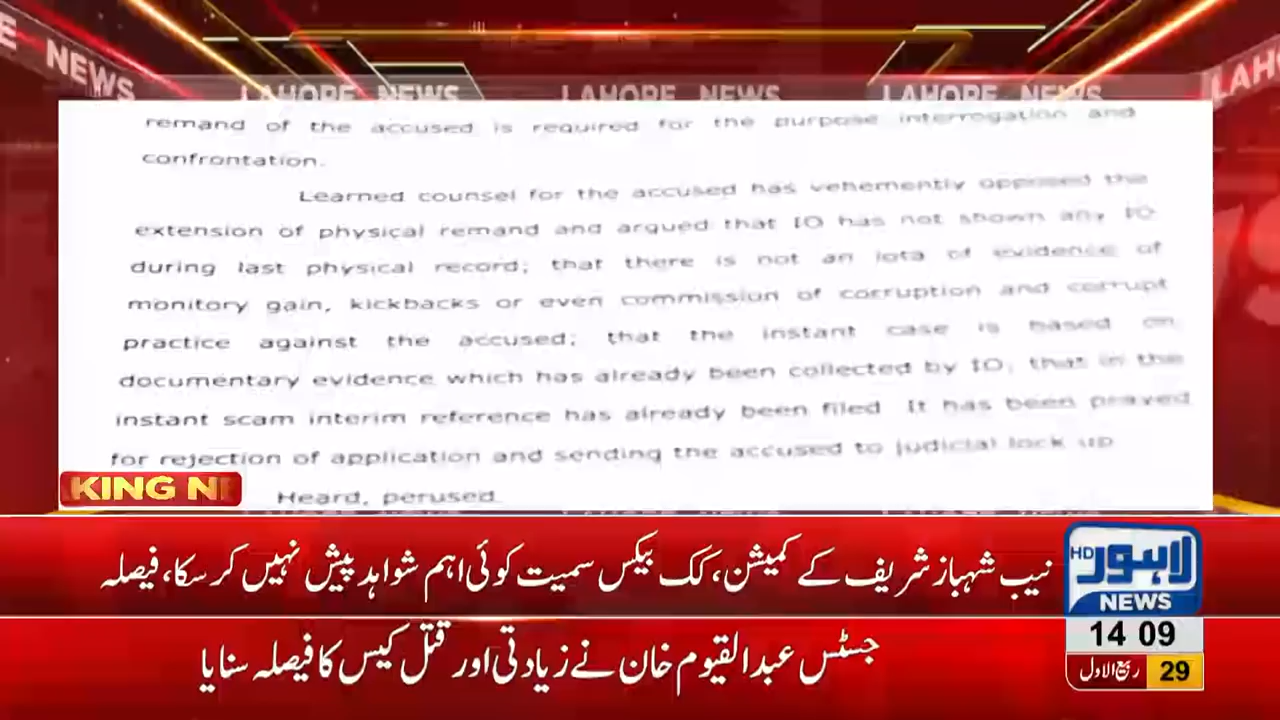 NEWS
LAHORE NEWS
LAHORE NEWS
LAHORE NEWS
LAH
remand of the accused is required for the purpose interrogation and
confrontation.
Learned counsel for the accused has vehemently opposed the
extension of physical remand and argued that IO has not shown any IO
during last physical record; that there is not an iota of evidence of
monitory gain, kickbacks or even commission of corruption and corrupt
practice against the accused; that the instant case is based on
documentary evidence which has already been collected by IO; that in the
instant scam interim reference has already been filed. It has been prayed
for rejection of application and sending the accused to judicial lock up
Heard, perused.
KING NE
نیب شہباز شریف کے کمیشن، کک بیکس سمیت کوئی اہم شواہد پیش نہیں کر سکا، فیصلہ
جسٹس عبدالقیوم خان نے زیادتی اور قتل کیس کا فیصلہ سنایا
لاہور HD
NEWS
14 09
29 ربیع الاول